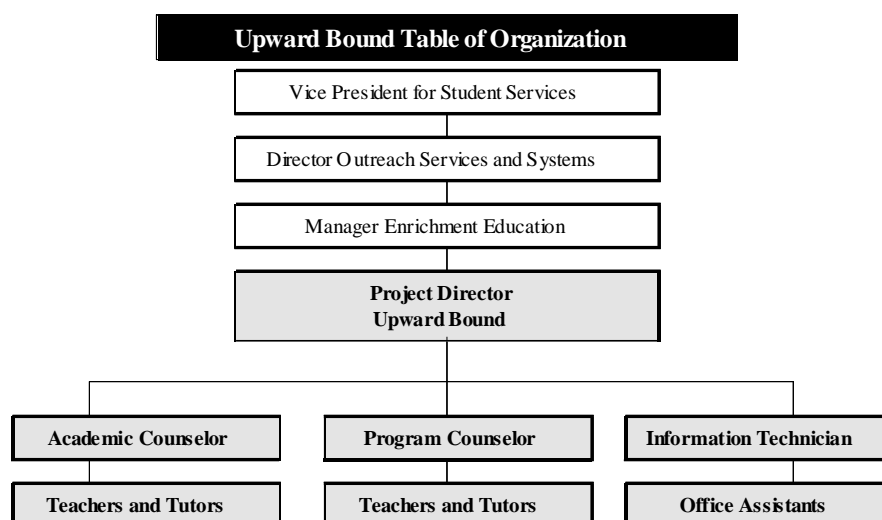 Upward Bound Table of Organization
Vice President for Student Services
Director Outreach Services and Systems
Manager Enrichment Education
Project Director
Upward Bound
Academic Counselor
Program Counselor
Information Technician
Teachers and Tutors
Teachers and Tutors
Office Assistants